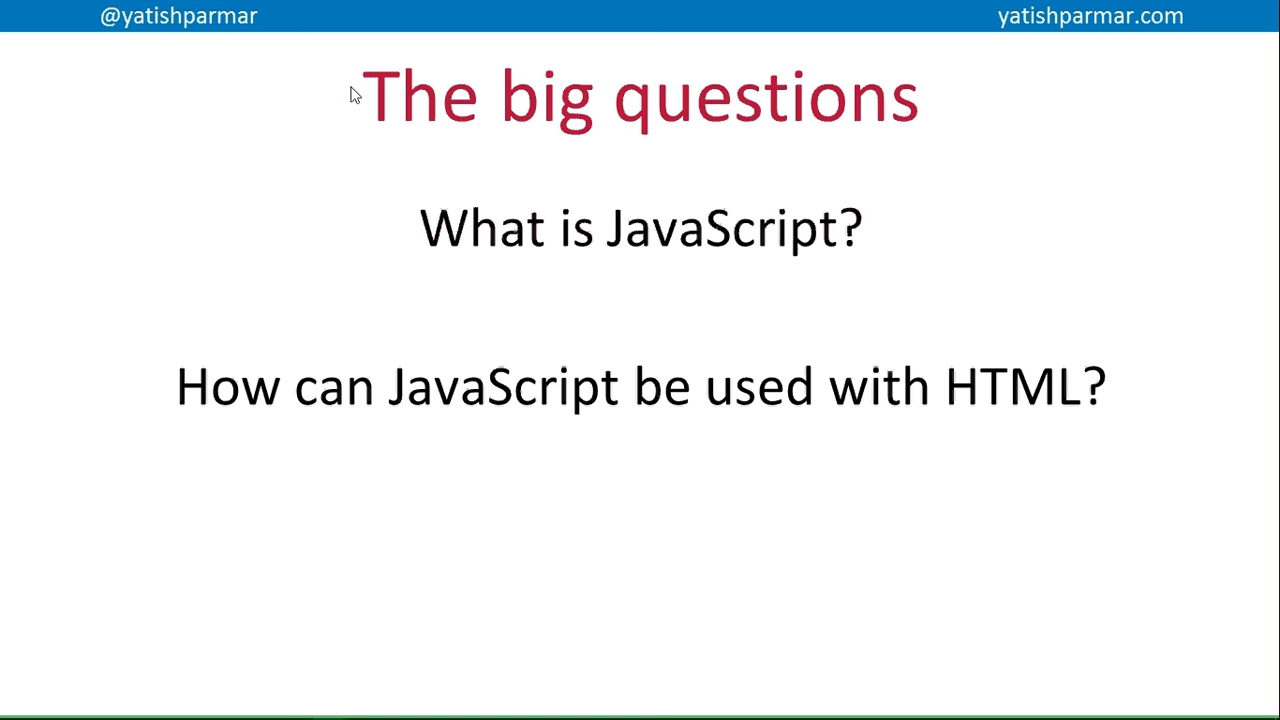 @yatishparmar
yatishparmar.com
The big questions
What is JavaScript?
How can JavaScript be used with HTML?